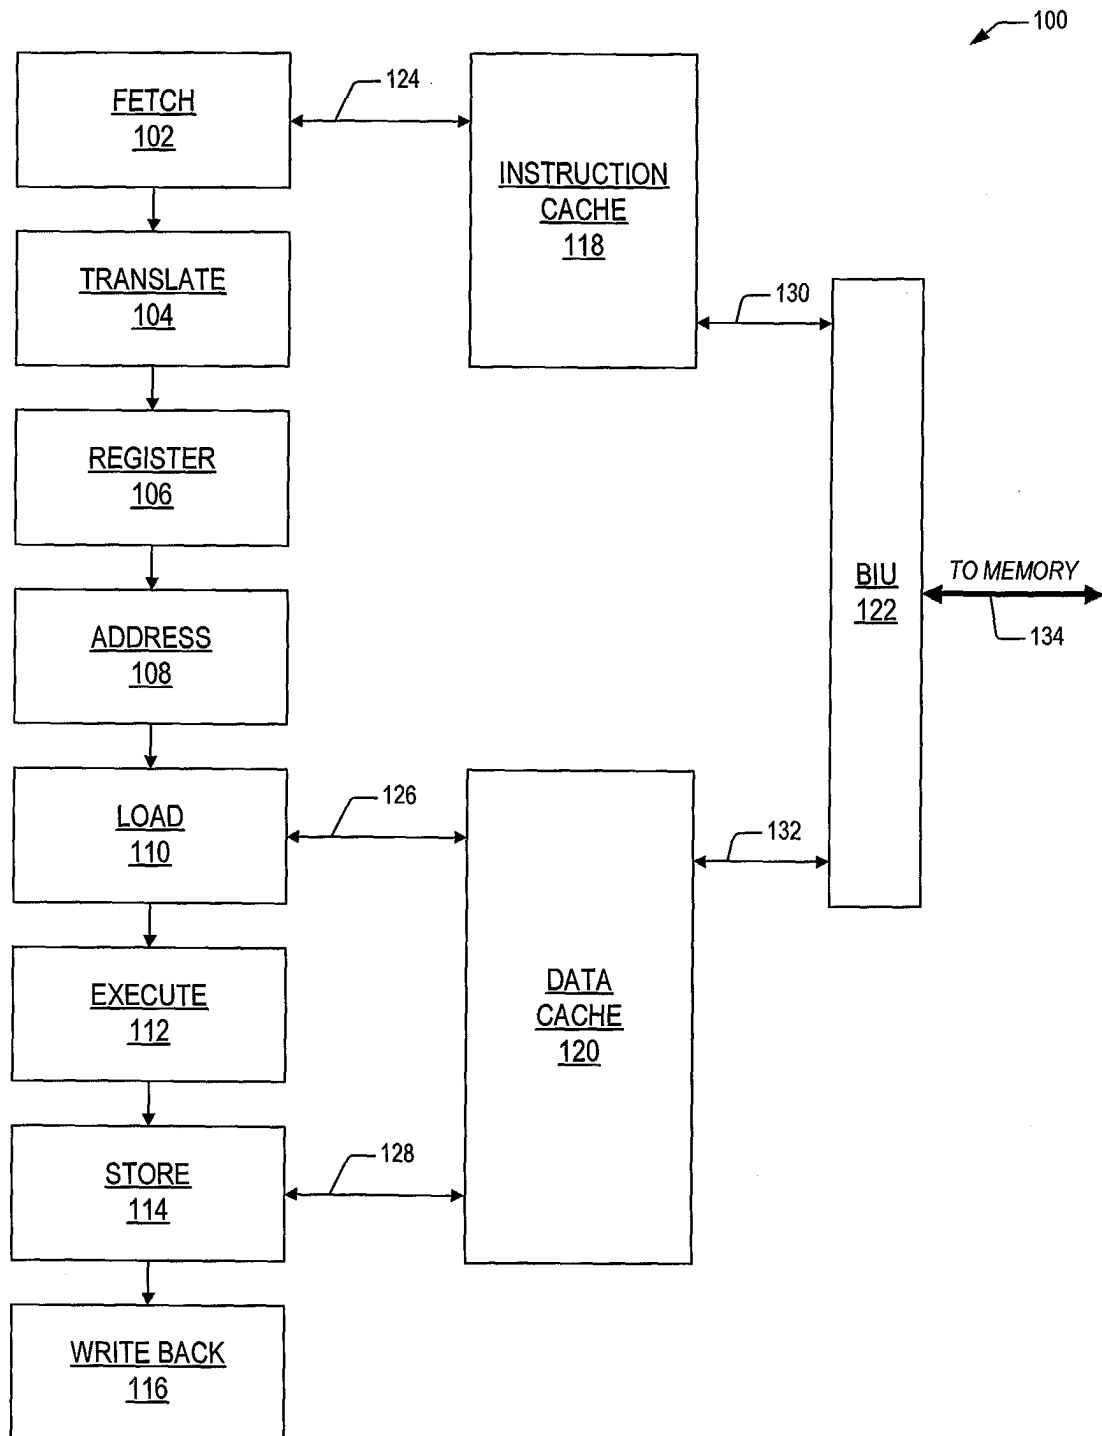 100
FETCH
102
124
INSTRUCTION
CACHE
118
TRANSLATE
104
130
REGISTER
106
BIU
122
TO MEMORY
134
ADDRESS
108
LOAD
110
126
132
DATA
CACHE
120
EXECUTE
112
STORE
114
128
WRITE BACK
116